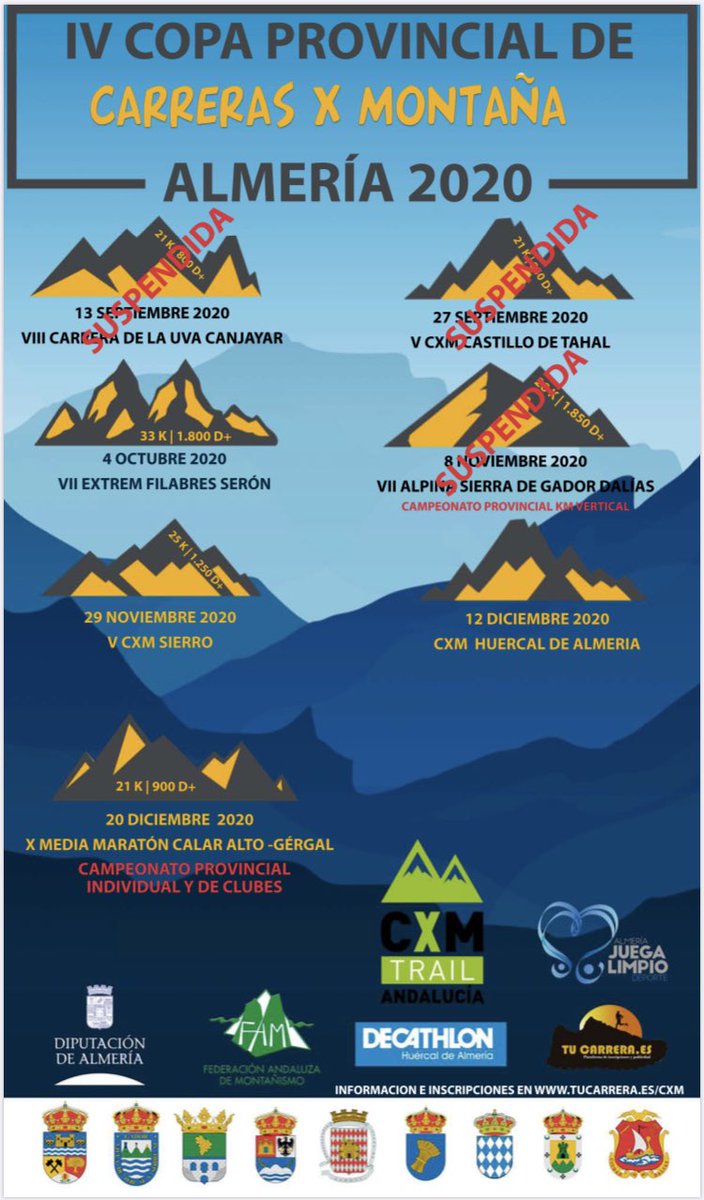 IV COPA PROVINCIAL DE
CARRERAS X MONTAÑA
ALMERÍA 2020
21 K | 800 D+
SUSPENDIDA
13 SEPTIEMBRE 2020
VIII CARRERA DE LA UVA CANJAYAR
21 K
D+
SUSPENDIDA
27 SEPTIEMBRE 2020
V CXM CASTILLO DE TAHAL
33 K | 1.800 D+
4 OCTUBRE 2020
VII EXTREM FILABRES SERÓN
K | 1.850 D+
SUSPENDIDA
8 NOVIEMBRE 2020
VII ALPINA SIERRA DE GADOR DALÍAS
CAMPEONATO PROVINCIAL KM VERTICAL
25 K | 1.250 D+
29 NOVIEMBRE 2020
V CXM SIERRO
12 DICIEMBRE 2020
CXM HUERCAL DE ALMERIA
21 K | 900 D+
20 DICIEMBRE 2020
X MEDIA MARATÓN CALAR ALTO -GÉRGAL
CAMPEONATO PROVINCIAL
INDIVIDUAL Y DE CLUBES
CXM
TRAIL
ANDALUCÍA
ALMERÍA
JUEGA
LIMPIO
DEPORTE
DIPUTACIÓN
DE ALMERÍA
FAM
FEDERACIÓN ANDALUZA
DE MONTAÑISMO
DECATHLON
Huércal de Almería
TU CARRERA.ES
Plataforma de inscripciones y publicidad
INFORMACION E INSCRIPCIONES EN WWW.TUCARRERA.ES/CXM